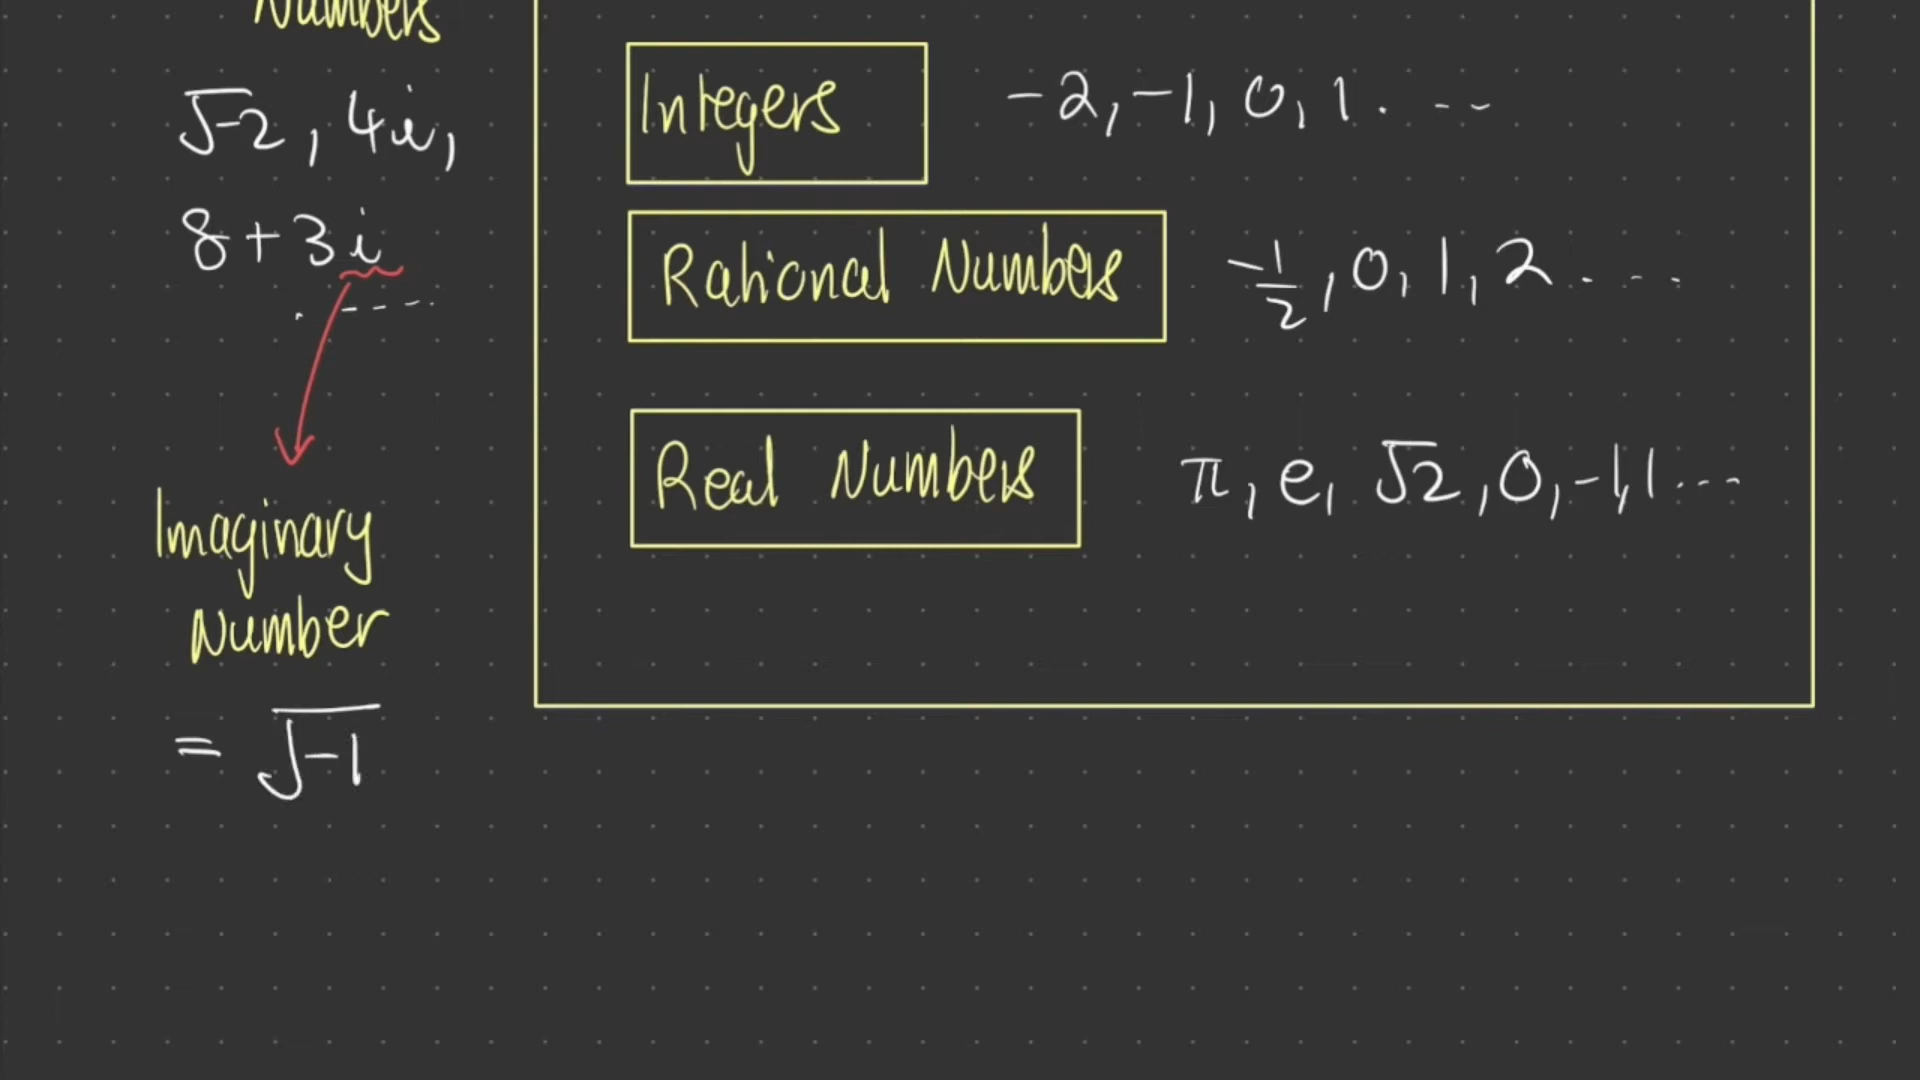 Numbers
√-2, 4i,
8+3i
. - - - - .
Imaginary
Number
= √-1
Integers
-2, -1, 0, 1 . - - -
Rational Numbers
-1/2, 0, 1, 2 . - - -
Real Numbers
π, e, √2, 0, -1, 1 ...